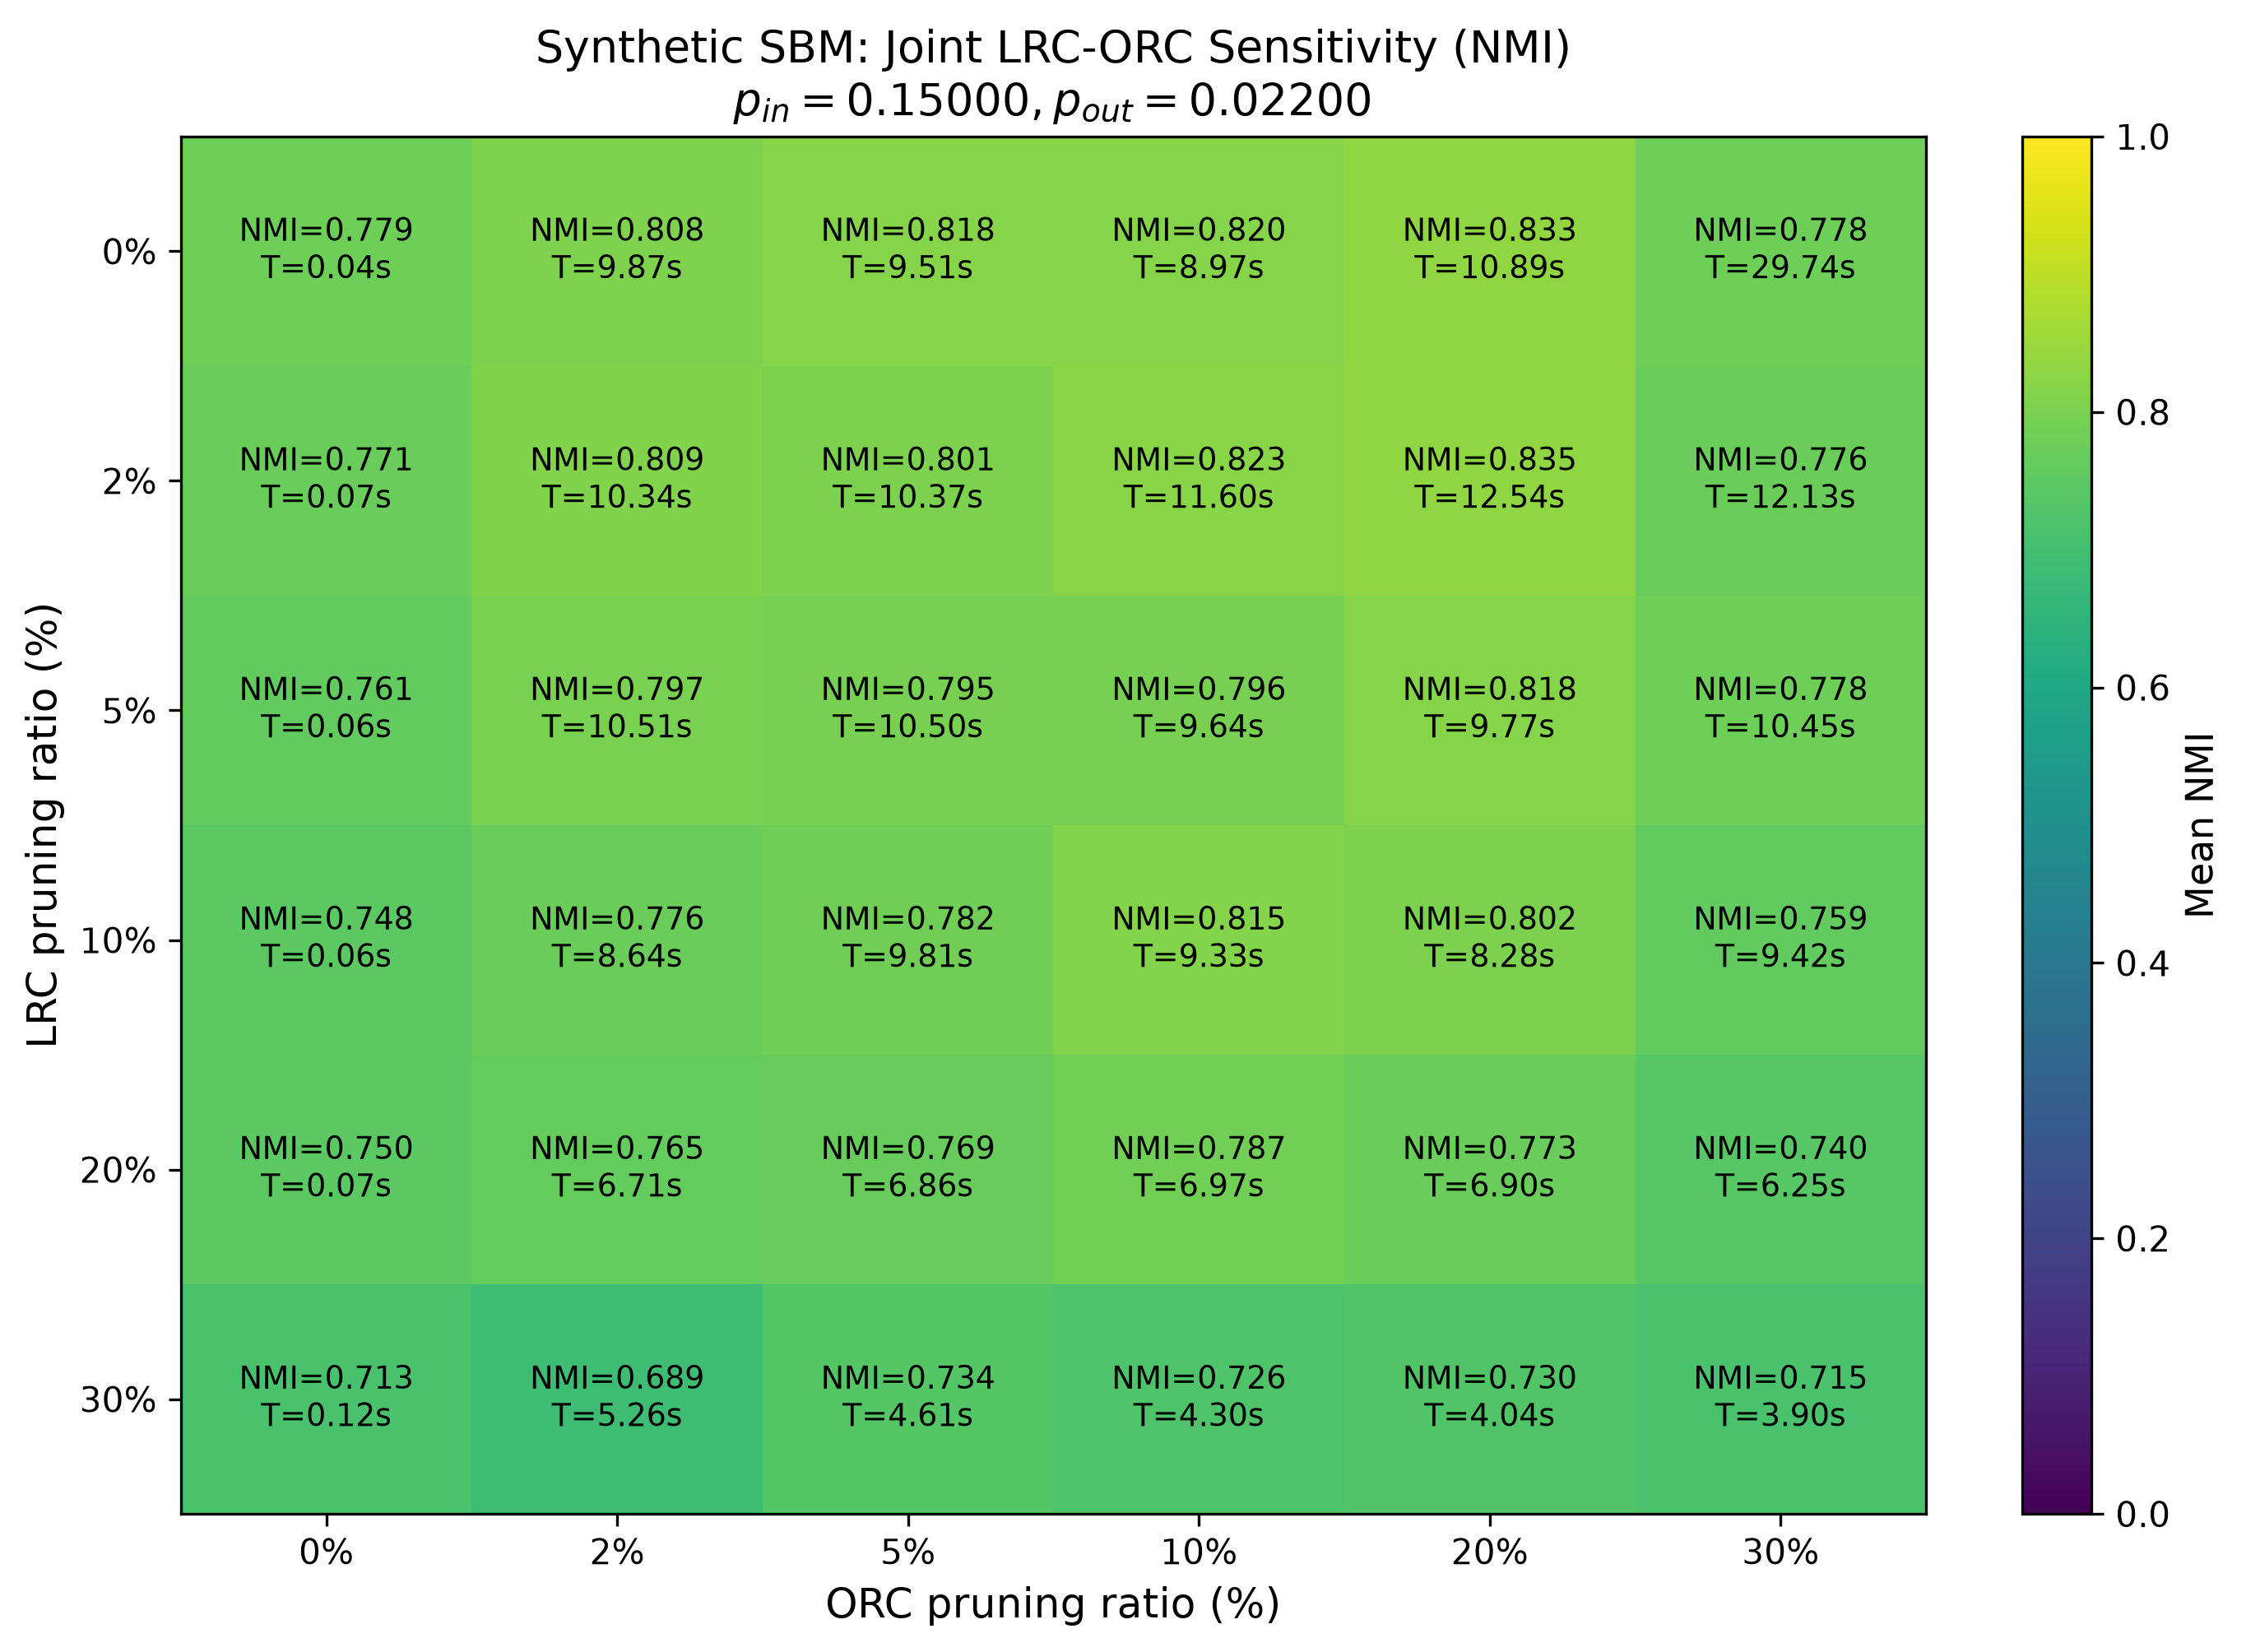 Synthetic SBM: Joint LRC-ORC Sensitivity (NMI)
p_in = 0.15000, p_out = 0.02200
LRC pruning ratio (%)
0%
NMI=0.779
T=0.04s
NMI=0.808
T=9.87s
NMI=0.818
T=9.51s
NMI=0.820
T=8.97s
NMI=0.833
T=10.89s
NMI=0.778
T=29.74s
2%
NMI=0.771
T=0.07s
NMI=0.809
T=10.34s
NMI=0.801
T=10.37s
NMI=0.823
T=11.60s
NMI=0.835
T=12.54s
NMI=0.776
T=12.13s
5%
NMI=0.761
T=0.06s
NMI=0.797
T=10.51s
NMI=0.795
T=10.50s
NMI=0.796
T=9.64s
NMI=0.818
T=9.77s
NMI=0.778
T=10.45s
10%
NMI=0.748
T=0.06s
NMI=0.776
T=8.64s
NMI=0.782
T=9.81s
NMI=0.815
T=9.33s
NMI=0.802
T=8.28s
NMI=0.759
T=9.42s
20%
NMI=0.750
T=0.07s
NMI=0.765
T=6.71s
NMI=0.769
T=6.86s
NMI=0.787
T=6.97s
NMI=0.773
T=6.90s
NMI=0.740
T=6.25s
30%
NMI=0.713
T=0.12s
NMI=0.689
T=5.26s
NMI=0.734
T=4.61s
NMI=0.726
T=4.30s
NMI=0.730
T=4.04s
NMI=0.715
T=3.90s
0%
2%
5%
10%
20%
30%
ORC pruning ratio (%)
1.0
0.8
0.6
0.4
0.2
0.0
Mean NMI